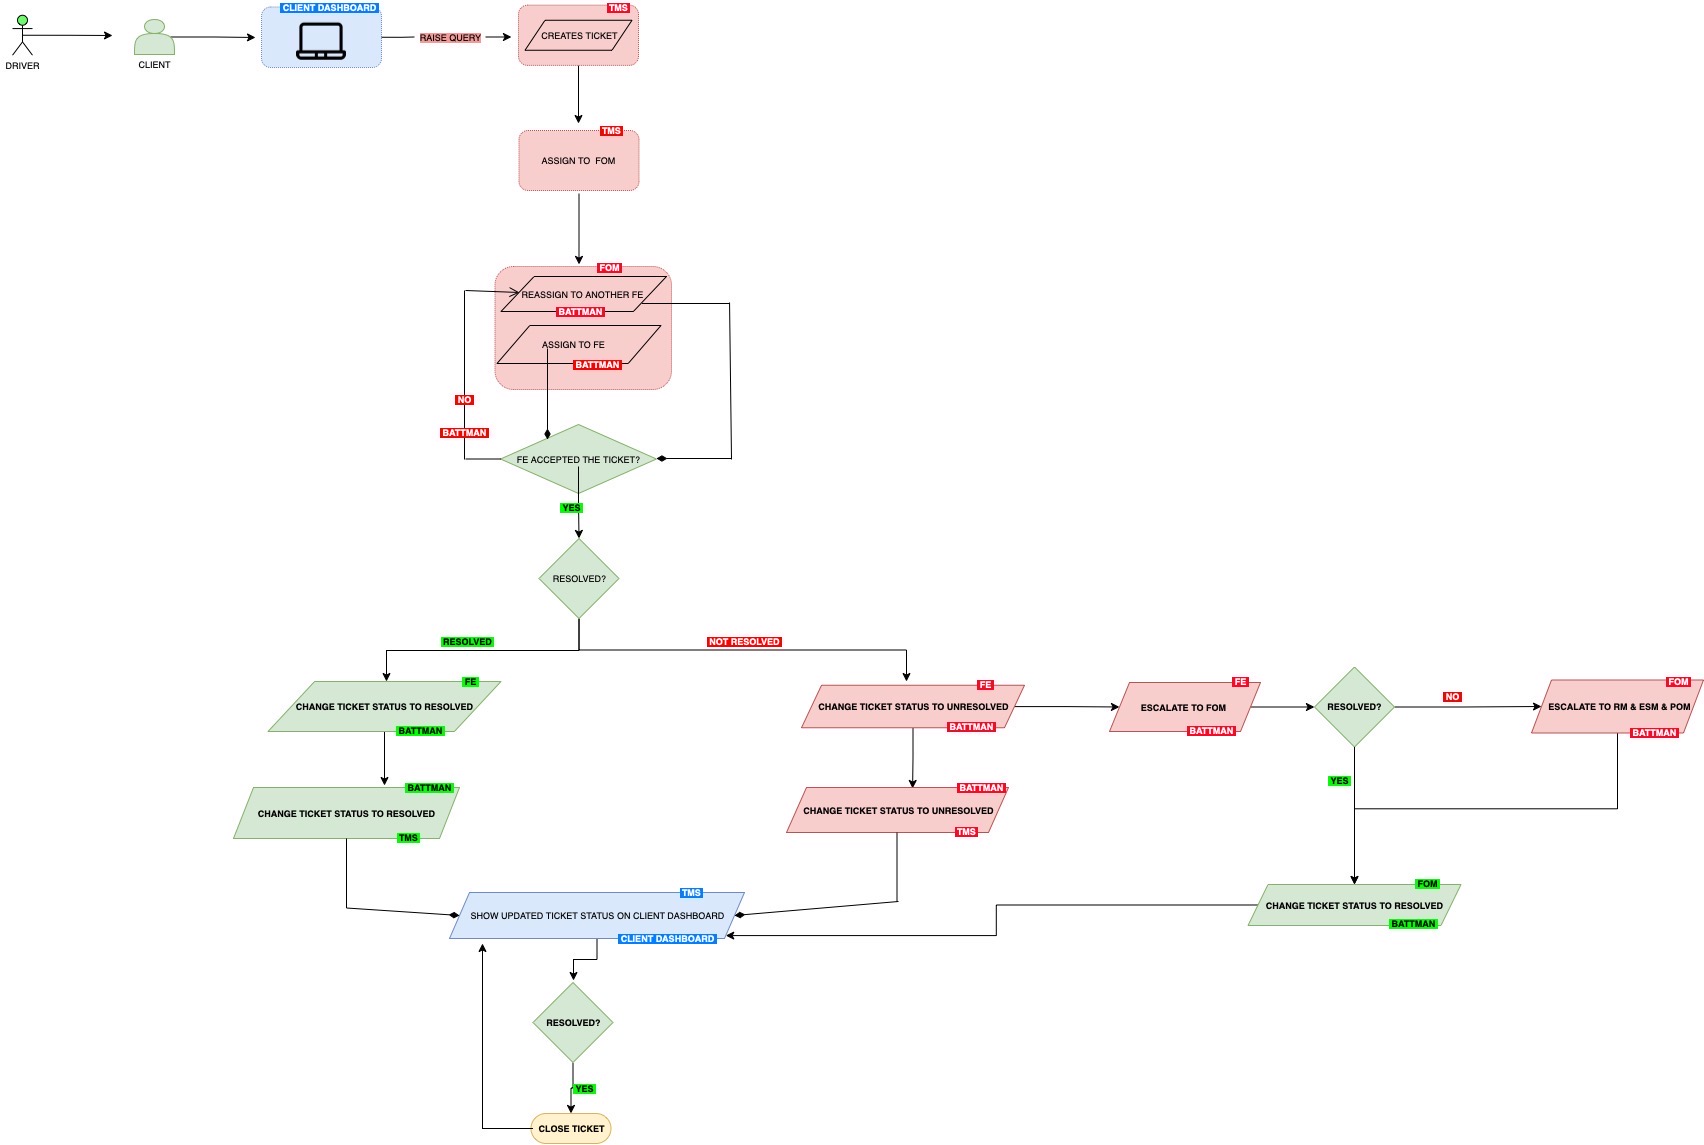 CLIENT DASHBOARD
TMS
RAISE QUERY
CREATES TICKET
DRIVER
CLIENT
TMS
ASSIGN TO FOM
FOM
REASSIGN TO ANOTHER FE
BATTMAN
ASSIGN TO FE
BATTMAN
NO
BATTMAN
FE ACCEPTED THE TICKET?
YES
RESOLVED?
RESOLVED
NOT RESOLVED
FE
CHANGE TICKET STATUS TO RESOLVED
BATTMAN
FE
CHANGE TICKET STATUS TO UNRESOLVED
BATTMAN
FE
ESCALATE TO FOM
BATTMAN
RESOLVED?
NO
FOM
ESCALATE TO RM & ESM & POM
BATTMAN
YES
BATTMAN
CHANGE TICKET STATUS TO RESOLVED
TMS
BATTMAN
CHANGE TICKET STATUS TO UNRESOLVED
TMS
TMS
SHOW UPDATED TICKET STATUS ON CLIENT DASHBOARD
CLIENT DASHBOARD
FOM
CHANGE TICKET STATUS TO RESOLVED
BATTMAN
RESOLVED?
YES
CLOSE TICKET